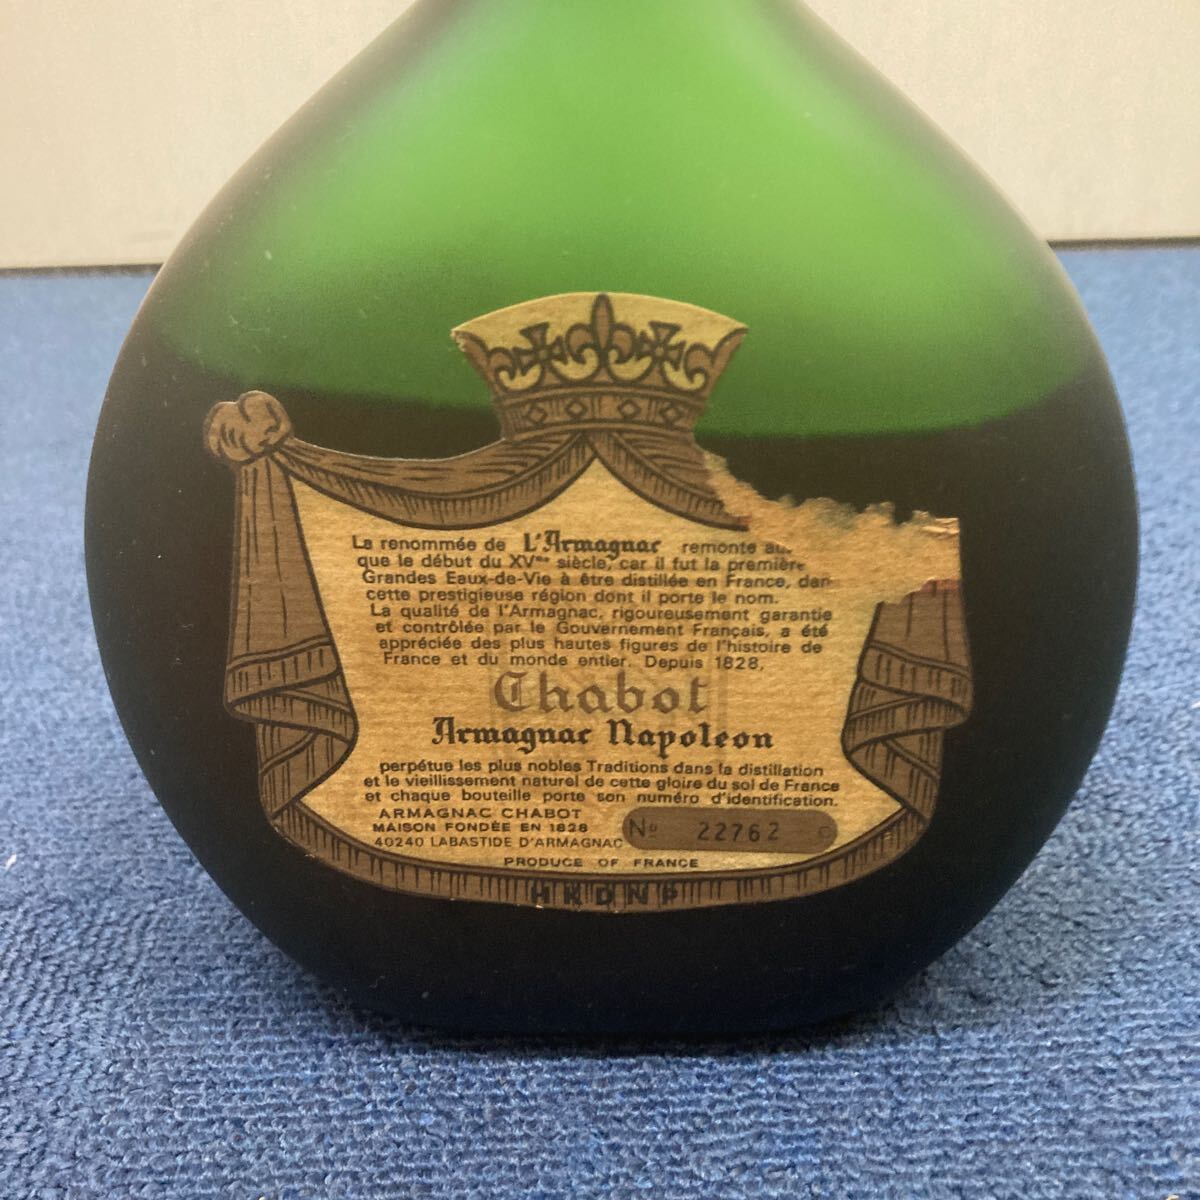 La renommée de L'Armagnac remonte
que le début du XVme siècle, car il fut la première
Grandes Eaux-de-Vie à être distillée en France,
cette prestigieuse région dont il porte le nom.
La qualité de l'Armagnac, rigoureusement garantie
et contrôlée par le Gouvernement Français, a été
appréciée des plus hautes figures de l'histoire de
France et du monde entier. Depuis 1828,
Chabot
Armagnac Napoleon
perpétue les plus nobles Traditions dans la distillation
et le vieillissement naturel de cette gloire du sol de France
et chaque bouteille porte son numéro d'identification.
ARMAGNAC CHABOT
MAISON FONDÉE EN 1828
40240 LABASTIDE D'ARMAGNAC
No 22762
PRODUCE OF FRANCE
HKDNP